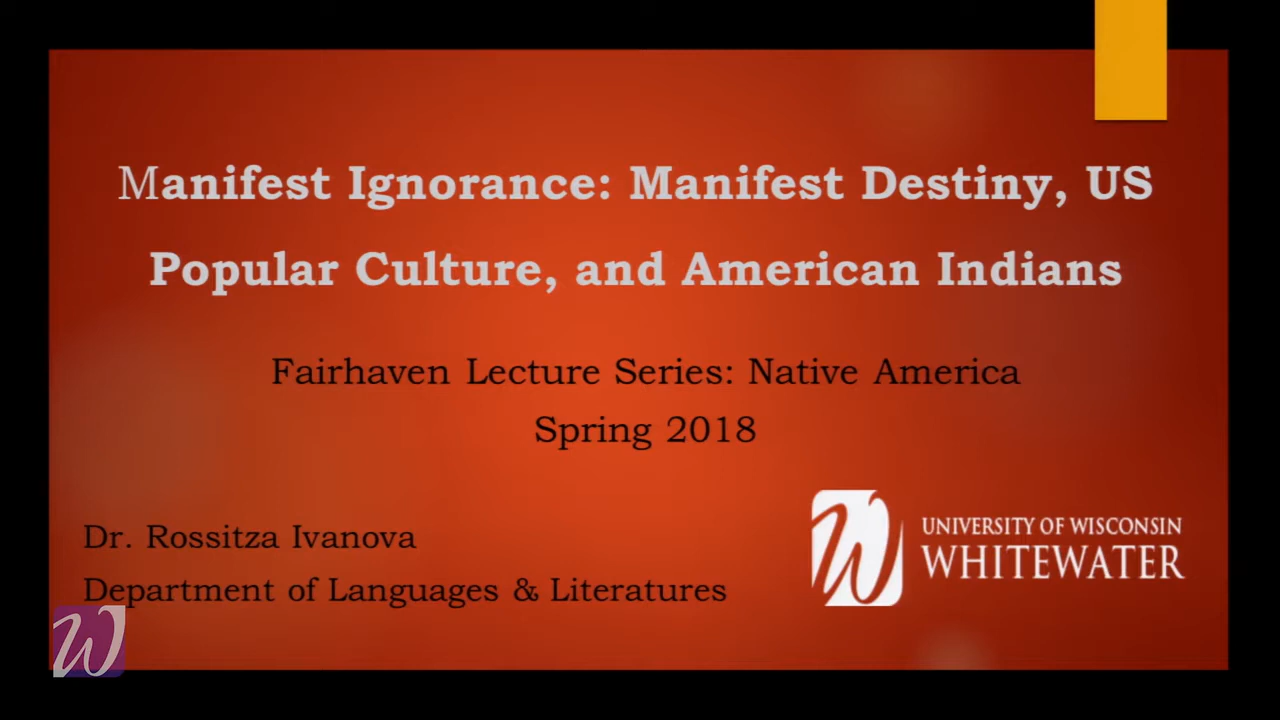 Manifest Ignorance: Manifest Destiny, US
Popular Culture, and American Indians
Fairhaven Lecture Series: Native America
Spring 2018
Dr. Rossitza Ivanova
Department of Languages & Literatures
W
UNIVERSITY OF WISCONSIN
WHITEWATER
W